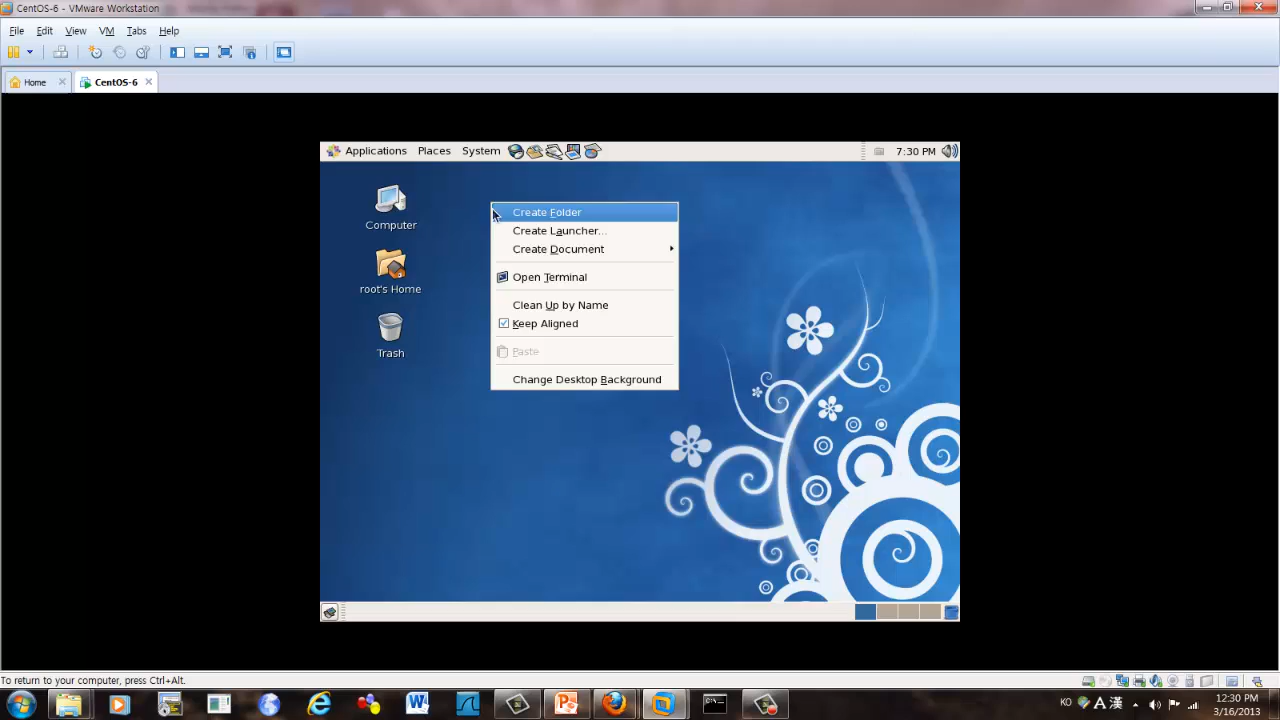 CentOS-6 - VMware Workstation
File Edit View VM Tabs Help
Home CentOS-6
Applications Places System 7:30 PM
Computer
root's Home
Trash
Create Folder
Create Launcher...
Create Document
Open Terminal
Clean Up by Name
Keep Aligned
Paste
Change Desktop Background
To return to your computer, press Ctrl+Alt.
KO A 漢 12:30 PM
3/16/2013